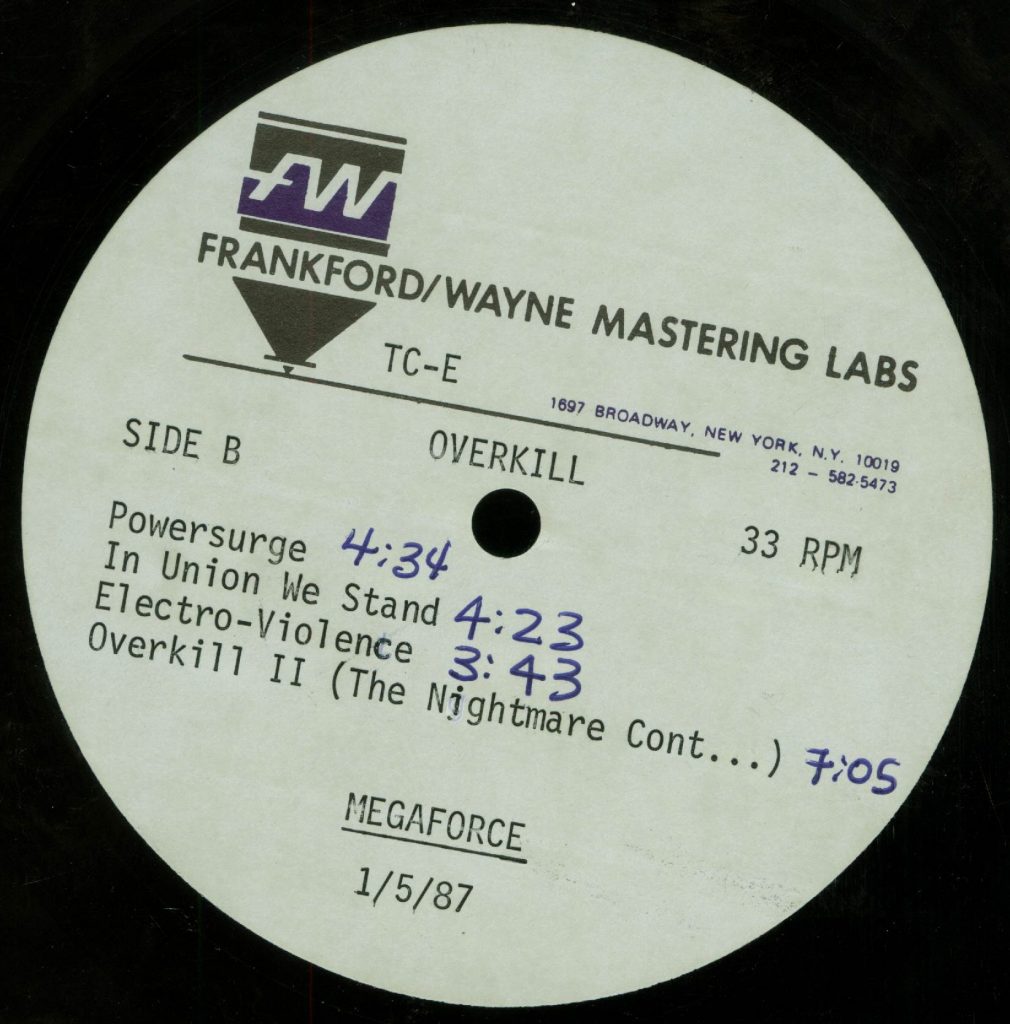 FW
FRANKFORD/WAYNE MASTERING LABS
TC-E
1697 BROADWAY, NEW YORK, N.Y. 10019
212 - 582-5473
SIDE B
OVERKILL
33 RPM
Powersurge 4:34
In Union We Stand 4:23
Electro-Violence 3:43
Overkill II (The Nightmare Cont...) 7:05
MEGAFORCE
1/5/87